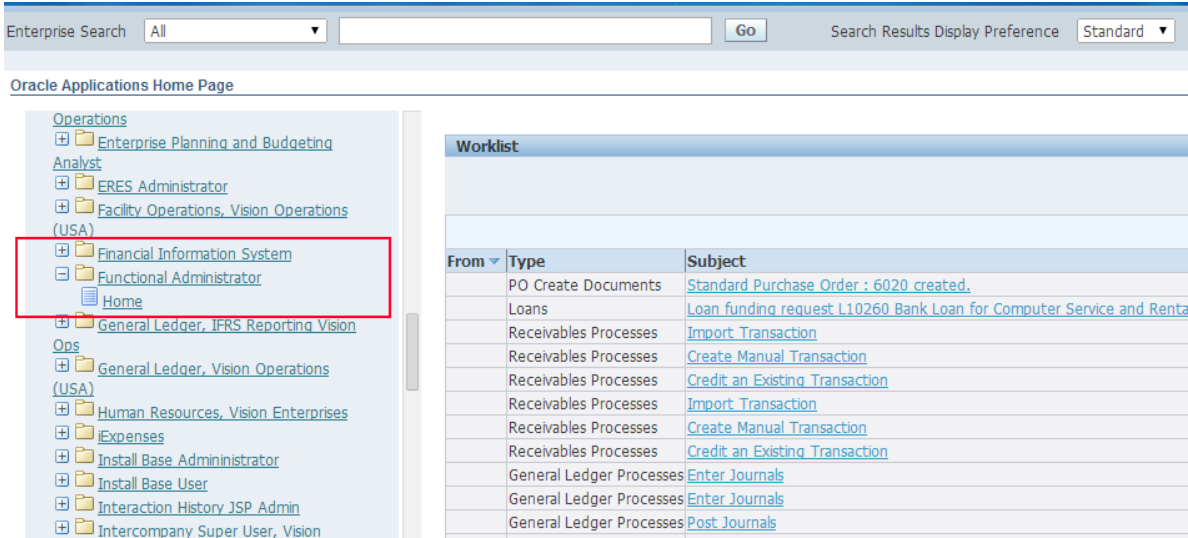 Enterprise Search All Go Search Results Display Preference Standard
Oracle Applications Home Page
Operations
Enterprise Planning and Budgeting
Analyst
ERES Administrator
Facility Operations, Vision Operations
(USA)
Financial Information System
Functional Administrator
Home
General Ledger, IFRS Reporting Vision
Ops
General Ledger, Vision Operations
(USA)
Human Resources, Vision Enterprises
iExpenses
Install Base Admininistrator
Install Base User
Interaction History JSP Admin
Intercompany Super User, Vision
Worklist
From Type Subject
PO Create Documents Standard Purchase Order : 6020 created.
Loans Loan funding request L10260 Bank Loan for Computer Service and Renta
Receivables Processes Import Transaction
Receivables Processes Create Manual Transaction
Receivables Processes Credit an Existing Transaction
Receivables Processes Import Transaction
Receivables Processes Create Manual Transaction
Receivables Processes Credit an Existing Transaction
General Ledger Processes Enter Journals
General Ledger Processes Enter Journals
General Ledger Processes Post Journals